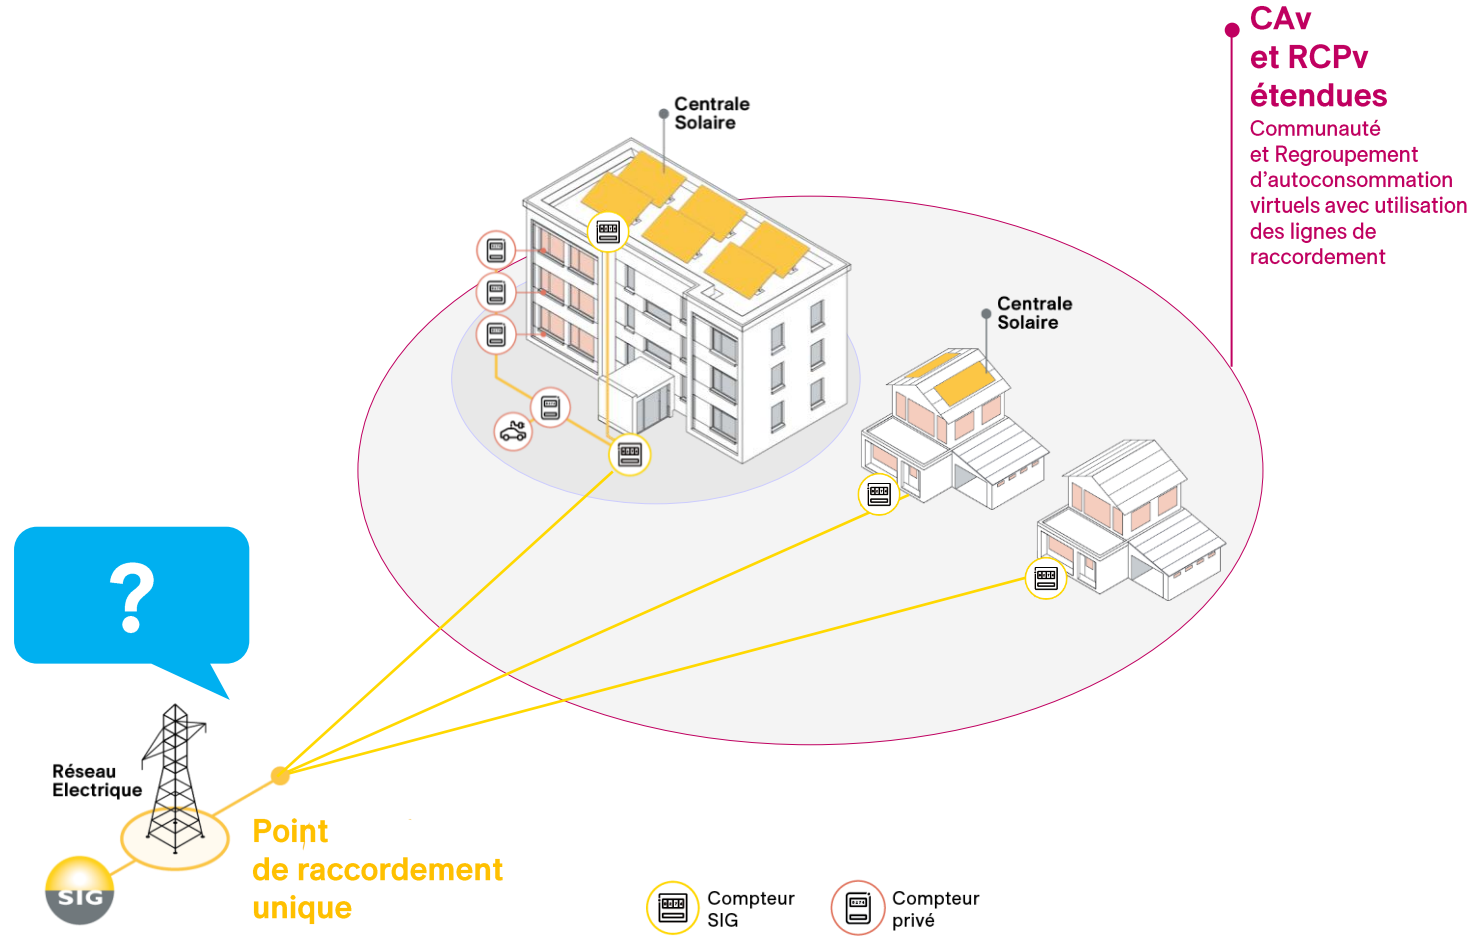 CAv
et RCPv
étendues
Communauté
et Regroupement
d'autoconsommation
virtuels avec utilisation
des lignes de
raccordement
Centrale
Solaire
Centrale
Solaire
?
Réseau
Electrique
Point
de raccordement
unique
SIG
Compteur
SIG
Compteur
privé